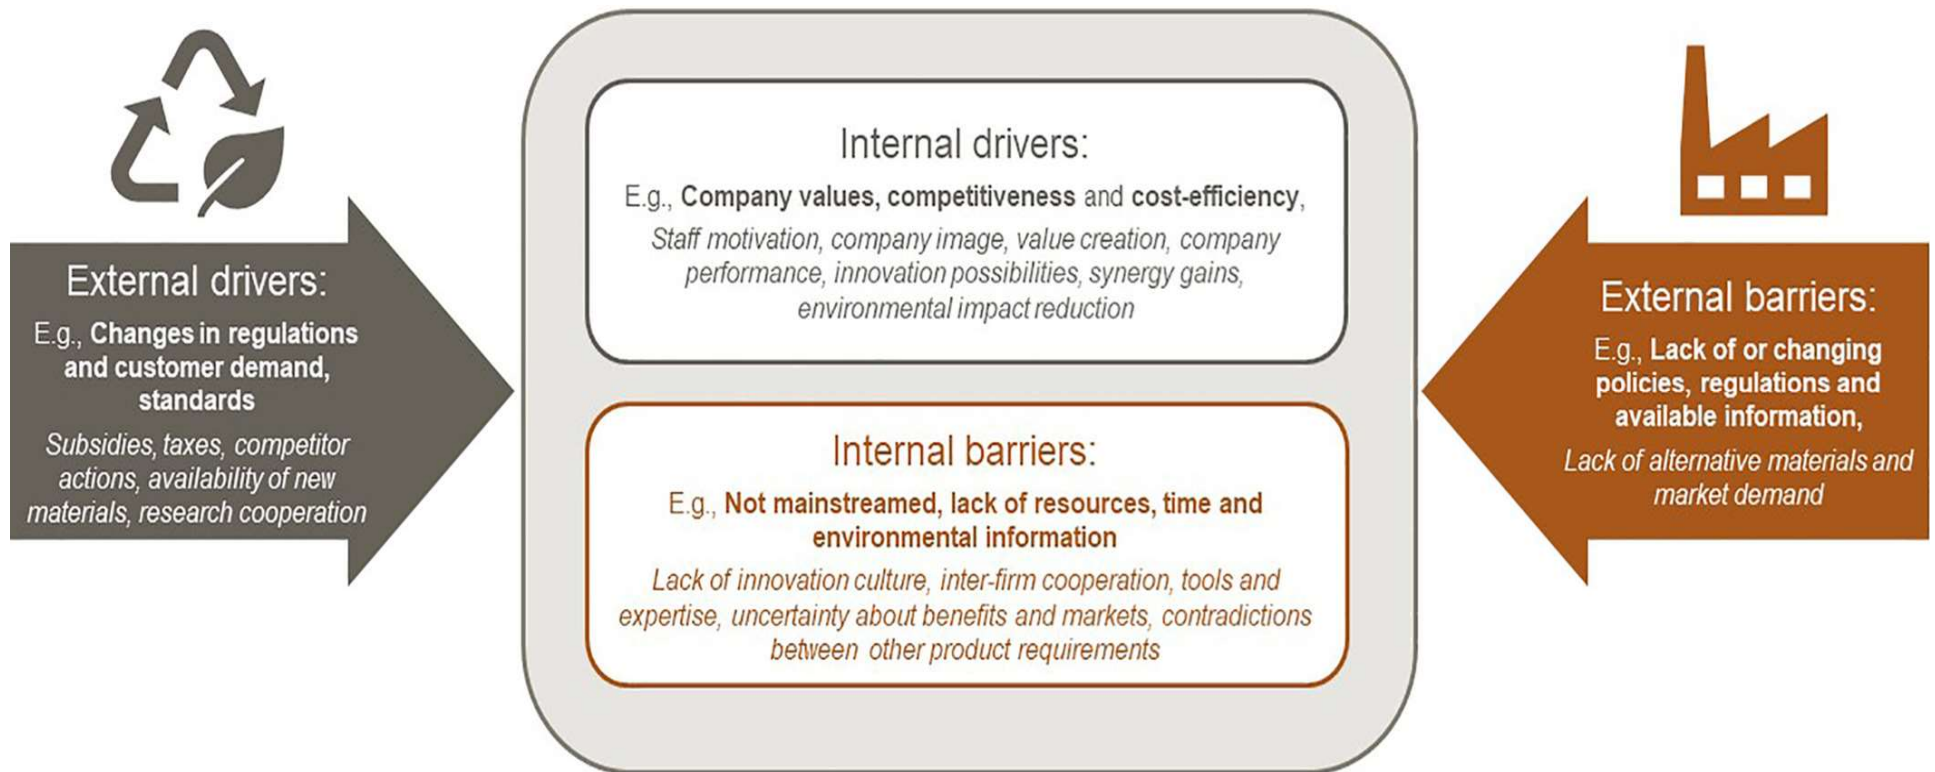 External drivers:
E.g., Changes in regulations
and customer demand,
standards
Subsidies, taxes, competitor
actions, availability of new
materials, research cooperation
Internal drivers:
E.g., Company values, competitiveness and cost-efficiency,
Staff motivation, company image, value creation, company
performance, innovation possibilities, synergy gains,
environmental impact reduction
Internal barriers:
E.g., Not mainstreamed, lack of resources, time and
environmental information
Lack of innovation culture, inter-firm cooperation, tools and
expertise, uncertainty about benefits and markets, contradictions
between other product requirements
External barriers:
E.g., Lack of or changing
policies, regulations and
available information,
Lack of alternative materials and
market demand